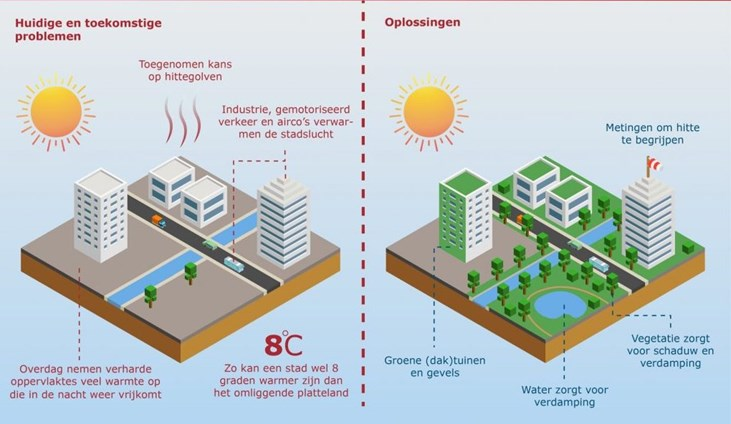 Huidige en toekomstige
problemen
Toegenomen kans
op hittegolven
Industrie, gemotoriseerd
verkeer en airco's verwar-
men de stadslucht
Overdag nemen verharde
oppervlaktes veel warmte op
die in de nacht weer vrijkomt
8°C
Zo kan een stad wel 8
graden warmer zijn dan
het omliggende platteland
Oplossingen
Metingen om hitte
te begrijpen
Groene (dak)tuinen
en gevels
Water zorgt voor
verdamping
Vegetatie zorgt
voor schaduw en
verdamping